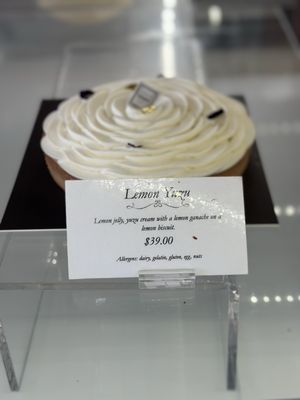 Lemon Yuzu
Lemon jelly, yuzu cream with a lemon ganache on a
lemon biscuit.
$39.00
Allergens: dairy, gelatin, gluten, egg, nuts